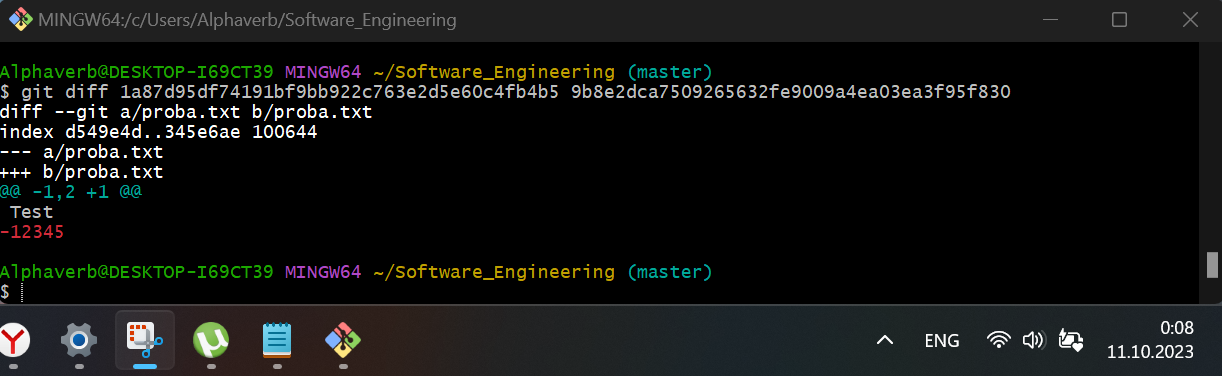 MINGW64:/c/Users/Alphaverb/Software_Engineering
Alphaverb@DESKTOP-I69CT39 MINGW64 ~/Software_Engineering (master)
$ git diff 1a87d95df74191bf9bb922c763e2d5e60c4fb4b5 9b8e2dca7509265632fe9009a4ea03ea3f95f830
diff --git a/proba.txt b/proba.txt
index d549e4d..345e6ae 100644
--- a/proba.txt
+++ b/proba.txt
@@ -1,2 +1 @@
 Test
-12345
Alphaverb@DESKTOP-I69CT39 MINGW64 ~/Software_Engineering (master)
$
ENG
0:08
11.10.2023